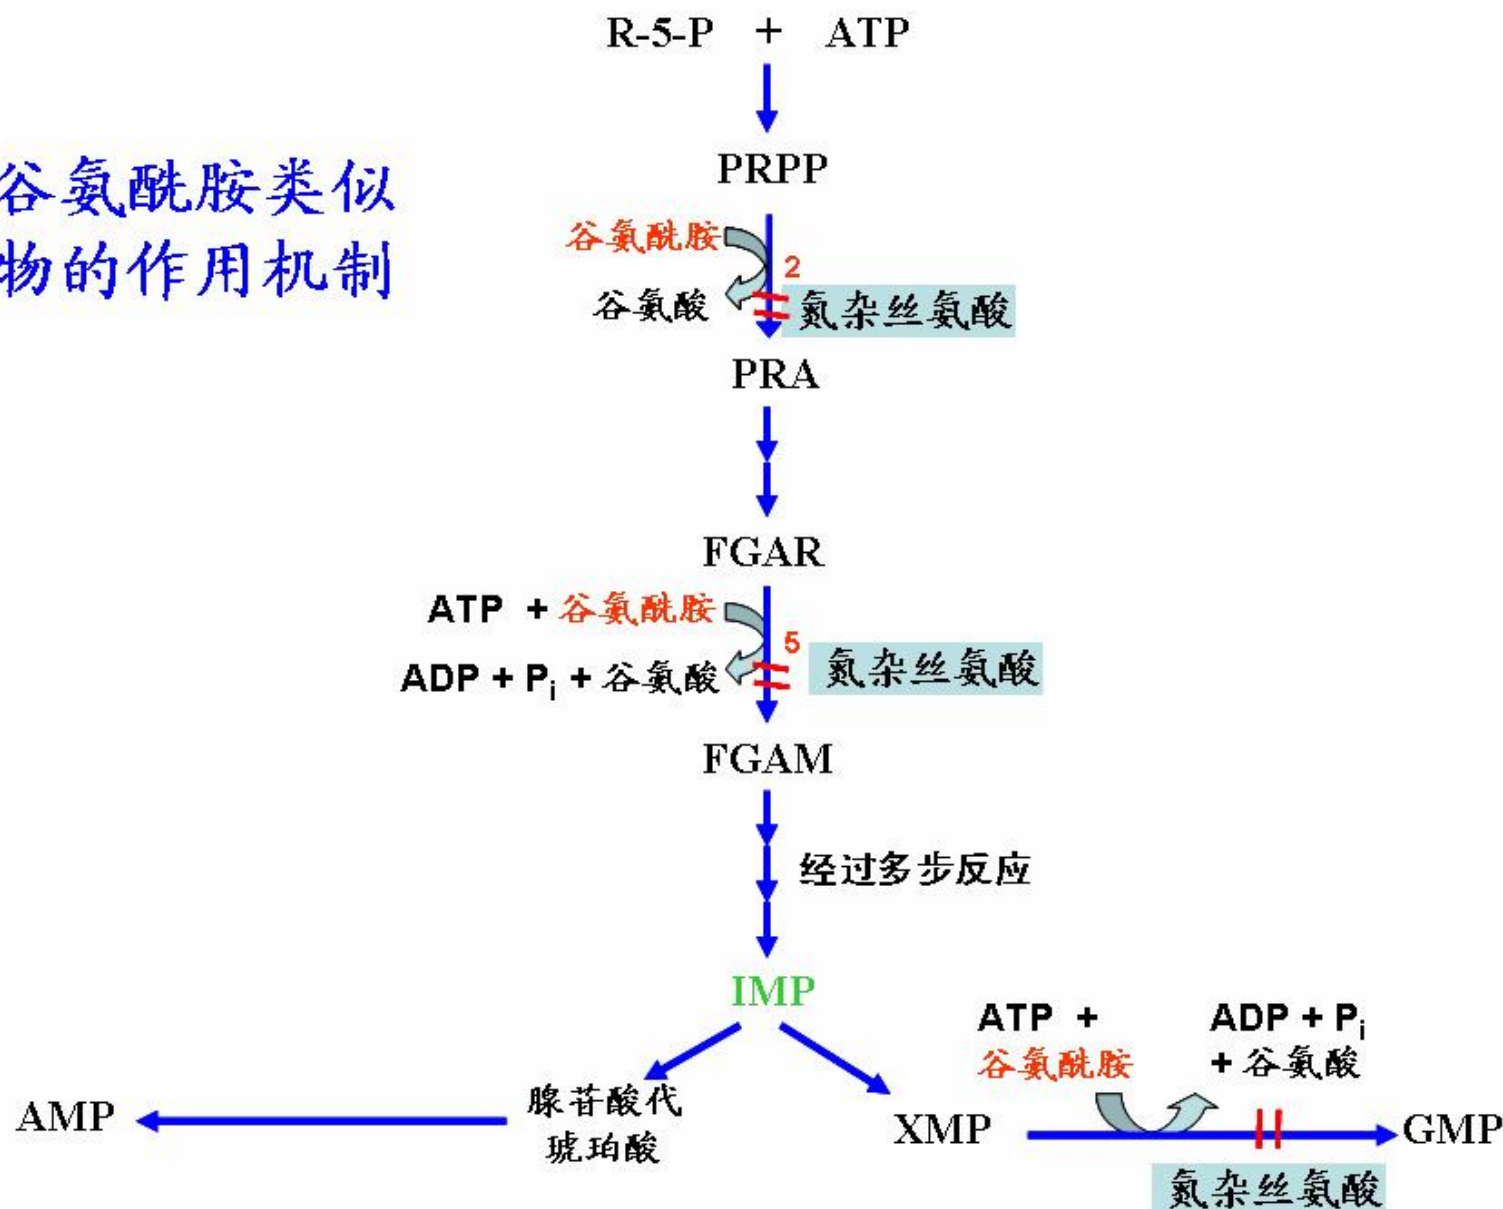 R-5-P + ATP
PRPP
谷氨酰胺类似
物的作用机制
谷氨酰胺
2
谷氨酸
氮杂丝氨酸
PRA
FGAR
ATP + 谷氨酰胺
5
ADP + Pi + 谷氨酸
氮杂丝氨酸
FGAM
经过多步反应
IMP
ATP +
谷氨酰胺
ADP + Pi
+ 谷氨酸
AMP
腺苷酸代
琥珀酸
XMP
GMP
氮杂丝氨酸